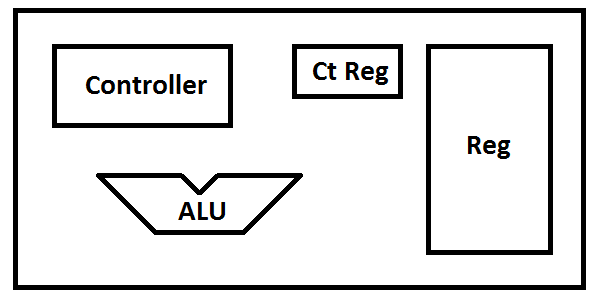 Controller
Ct Reg
Reg
ALU